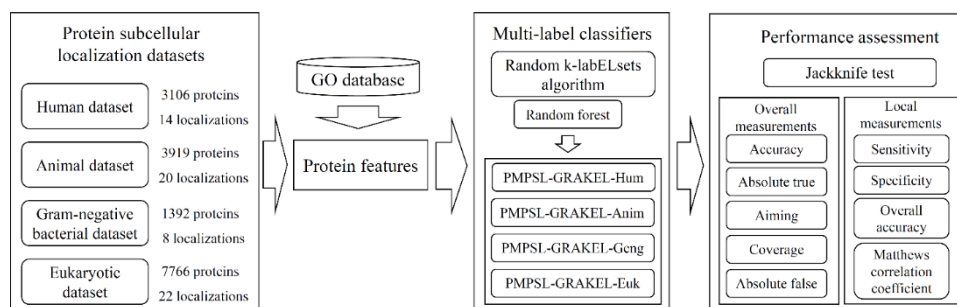 Protein subcellular
localization datasets
Human dataset
3106 proteins
14 localizations
Animal dataset
3919 proteins
20 localizations
Gram-negative
bacterial dataset
1392 proteins
8 localizations
Eukaryotic
dataset
7766 proteins
22 localizations
GO database
Protein features
Multi-label classifiers
Random k-labELsets
algorithm
Random forest
PMPSL-GRAKEL-Hum
PMPSL-GRAKEL-Anim
PMPSL-GRAKEL-Geng
PMPSL-GRAKEL-Euk
Performance assessment
Jackknife test
Overall
measurements
Accuracy
Absolute true
Aiming
Coverage
Absolute false
Local
measurements
Sensitivity
Specificity
Overall
accuracy
Matthews
correlation
coefficient